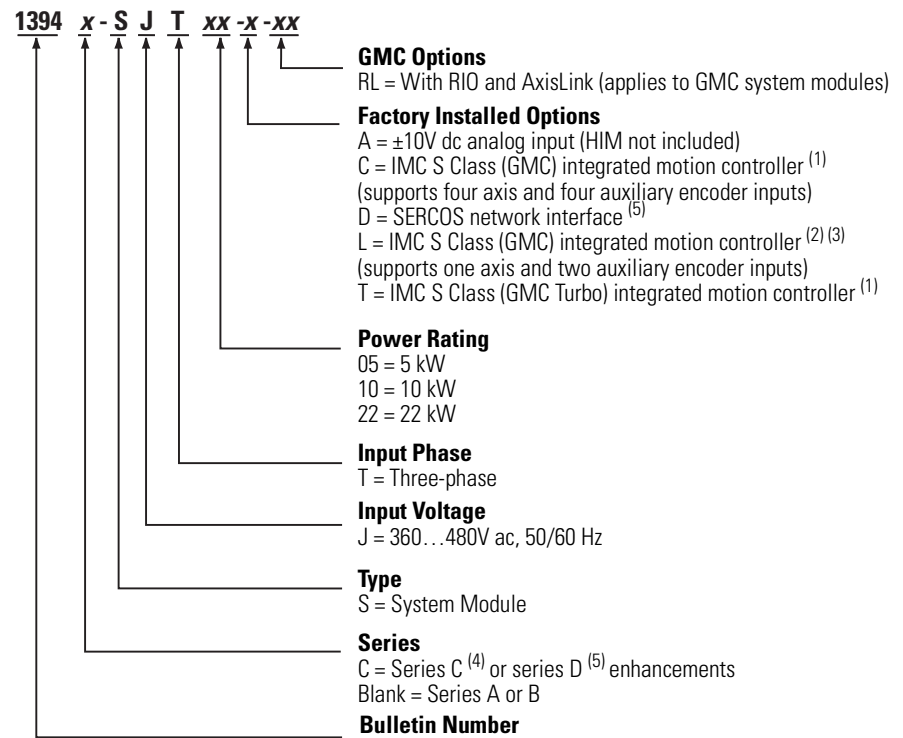 1394 x - S J T xx -x -xx
GMC Options
RL = With RIO and AxisLink (applies to GMC system modules)
Factory Installed Options
A = ±10V dc analog input (HIM not included)
C = IMC S Class (GMC) integrated motion controller (1)
(supports four axis and four auxiliary encoder inputs)
D = SERCOS network interface (5)
L = IMC S Class (GMC) integrated motion controller (2) (3)
(supports one axis and two auxiliary encoder inputs)
T = IMC S Class (GMC Turbo) integrated motion controller (1)
Power Rating
05 = 5 kW
10 = 10 kW
22 = 22 kW
Input Phase
T = Three-phase
Input Voltage
J = 360...480V ac, 50/60 Hz
Type
S = System Module
Series
C = Series C (4) or series D (5) enhancements
Blank = Series A or B
Bulletin Number